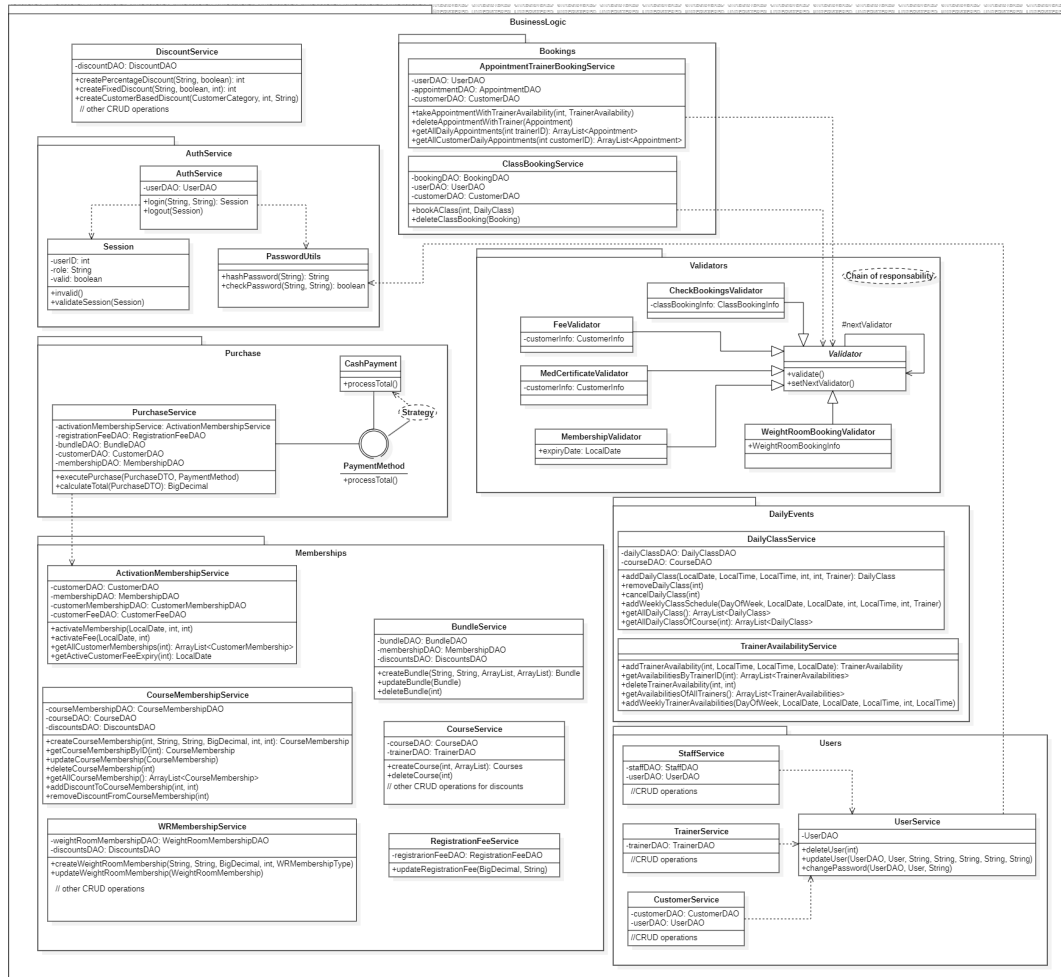 BusinessLogic
DiscountService
-discountDAO: DiscountDAO
+createPercentageDiscount(String, boolean): int
+createFixedDiscount(String, boolean, int): int
+createCustomerBasedDiscount(CustomerCategory, int, String)
// other CRUD operations
Bookings
AppointmentTrainerBookingService
-userDAO: UserDAO
-appointmentDAO: AppointmentDAO
-customerDAO: CustomerDAO
+takeAppointmentWithTrainerAvailability(int, TrainerAvailability)
+deleteAppointmentWithTrainer(Appointment)
+getAllDailyAppointments(int trainerID): ArrayList<Appointment>
+getAllCustomerDailyAppointments(int customerID): ArrayList<Appointment>
ClassBookingService
-bookingDAO: BookingDAO
-userDAO: UserDAO
-customerDAO: CustomerDAO
+bookAClass(int, DailyClass)
+deleteClassBooking(Booking)
AuthService
AuthService
-userDAO: UserDAO
+login(String, String): Session
+logout(Session)
Session
-userID: int
-role: String
-valid: boolean
+invalid()
+validateSession(Session)
PasswordUtils
+hashPassword(String): String
+checkPassword(String, String): boolean
Validators
Chain of responsability
CheckBookingsValidator
-classBookingInfo: ClassBookingInfo
FeeValidator
-customerInfo: CustomerInfo
#nextValidator
Validator
+validate()
+setNextValidator()
MedCertificateValidator
-customerInfo: CustomerInfo
MembershipValidator
+expiryDate: LocalDate
WeightRoomBookingValidator
+WeightRoomBookingInfo
Purchase
CashPayment
+processTotal()
Strategy
PurchaseService
-activationMembershipService: ActivationMembershipService
-registrationFeeDAO: RegistrationFeeDAO
-bundleDAO: BundleDAO
-customerDAO: CustomerDAO
-membershipDAO: MembershipDAO
+executePurchase(PurchaseDTO, PaymentMethod)
+calculateTotal(PurchaseDTO): BigDecimal
PaymentMethod
+processTotal()
Memberships
ActivationMembershipService
-customerDAO: CustomerDAO
-membershipDAO: MembershipDAO
-customerMembershipDAO: CustomerMembershipDAO
-customerFeeDAO: CustomerFeeDAO
+activateMembership(LocalDate, int, int)
+activateFee(LocalDate, int)
+getAllCustomerMemberships(int): ArrayList<CustomerMembership>
+getActiveCustomerFeeExpiry(int): LocalDate
BundleService
-bundleDAO: BundleDAO
-membershipDAO: MembershipDAO
-discountsDAO: DiscountsDAO
+createBundle(String, String, ArrayList, ArrayList): Bundle
+updateBundle(Bundle)
-deleteBundle(int)
CourseMembershipService
-courseMembershipDAO: CourseMembershipDAO
-courseDAO: CourseDAO
-discountsDAO: DiscountsDAO
+createCourseMembership(int, String, String, BigDecimal, int, int): CourseMembership
+getCourseMembershipByID(int): CourseMembership
+updateCourseMembership(CourseMembership)
-deleteCourseMembership(int)
+getAllCourseMembership(): ArrayList<CourseMembership>
+addDiscountToCourseMembership(int, int)
+removeDiscountFromCourseMembership(int)
CourseService
-courseDAO: CourseDAO
-trainerDAO: TrainerDAO
+createCourse(int, ArrayList): Courses
+deleteCourse(int)
// other CRUD operations for discounts
WRMembershipService
-weightRoomMembershipDAO: WeightRoomMembershipDAO
-discountsDAO: DiscountsDAO
+createWeightRoomMembership(String, String, BigDecimal, int, WRMembershipType)
+updateWeightRoomMembership(WeightRoomMembership)
// other CRUD operations
RegistrationFeeService
-registrarionFeeDAO: RegistrationFeeDAO
+updateRegistrationFee(BigDecimal, String)
DailyEvents
DailyClassService
-dailyClassDAO: DailyClassDAO
-courseDAO: CourseDAO
+addDailyClass(LocalDate, LocalTime, LocalTime, int, int, Trainer): DailyClass
+removeDailyClass(int)
+cancelDailyClass(int)
+addWeeklyClassSchedule(DayOfWeek, LocalDate, LocalDate, int, LocalTime, int, Trainer)
+getAllDailyClass(): ArrayList<DailyClass>
+getAllDailyClassOfCourse(int): ArrayList<DailyClass>
TrainerAvailabilityService
+addTrainerAvailability(int, LocalTime, LocalTime, LocalDate): TrainerAvailability
+getAvailabilitiesByTrainerID(int): ArrayList<TrainerAvailabilities>
+deleteTrainerAvailability(int, int)
+getAvailabilitiesOfAllTrainers(): ArrayList<TrainerAvailabilities>
+addWeeklyTrainerAvailabilities(DayOfWeek, LocalDate, LocalDate, LocalTime, int, LocalTime)
Users
StaffService
-staffDAO: StaffDAO
-userDAO: UserDAO
//CRUD operations
TrainerService
-trainerDAO: TrainerDAO
//CRUD operations
UserService
-UserDAO
+deleteUser(int)
+updateUser(UserDAO, User, String, String, String, String, String)
+changePassword(UserDAO, User, String)
CustomerService
-customerDAO: CustomerDAO
-userDAO: UserDAO
//CRUD operations